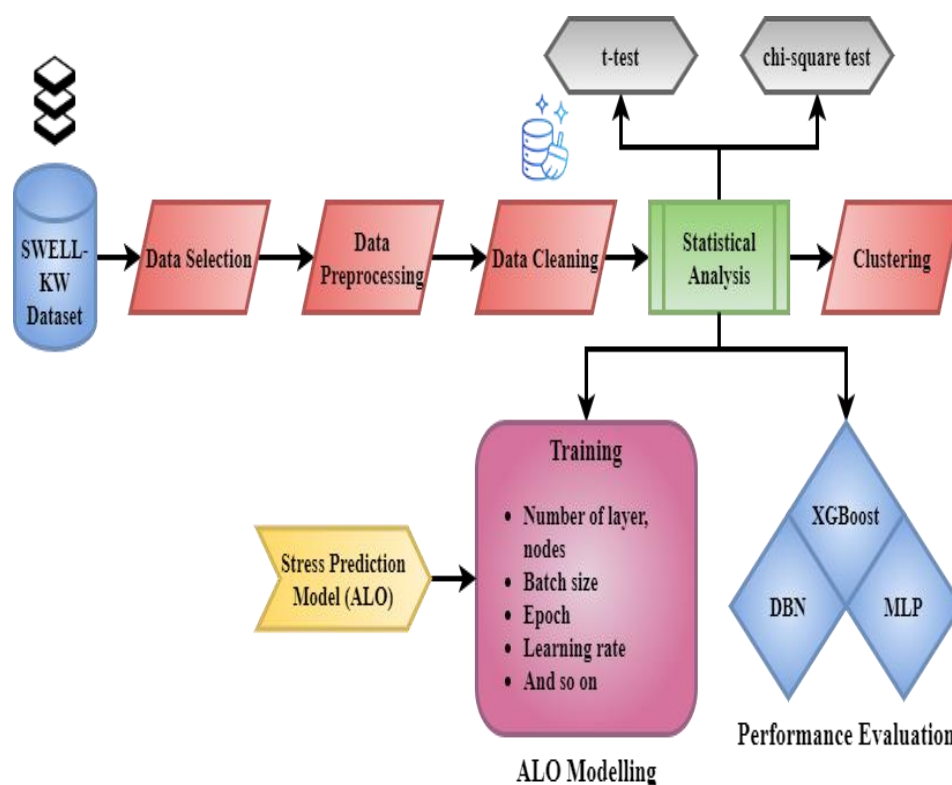 t-test
chi-square test
SWELL-
KW
Dataset
Data Selection
Data
Preprocessing
Data Cleaning
Statistical
Analysis
Clustering
Training
• Number of layer,
nodes
• Batch size
• Epoch
• Learning rate
• And so on
Stress Prediction
Model (ALO)
XGBoost
DBN
MLP
Performance Evaluation
ALO Modelling